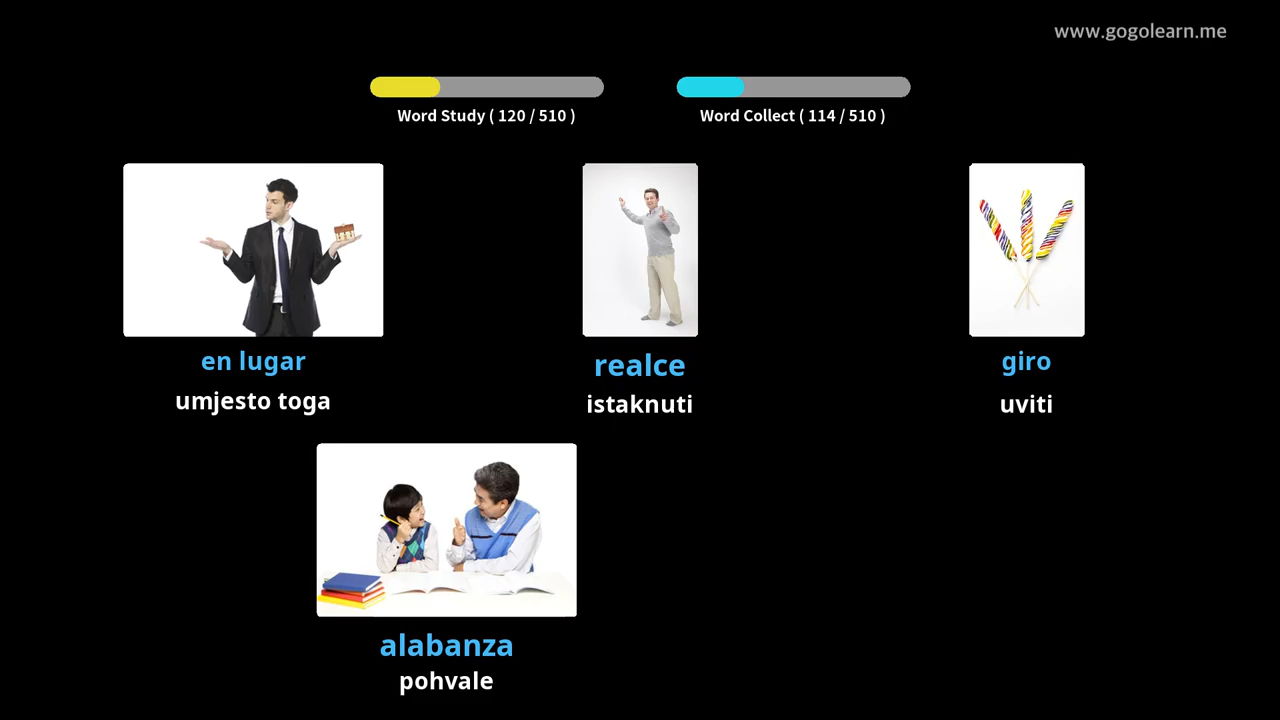 www.gogolearn.me
Word Study ( 120 / 510 )
Word Collect ( 114 / 510 )
en lugar
umjesto toga
realce
istaknuti
giro
uviti
alabanza
pohvale